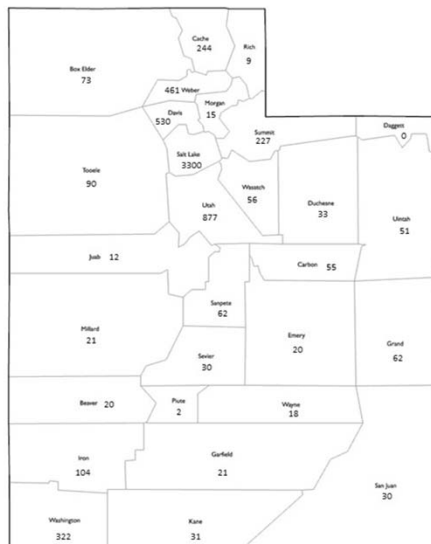 Cache
244
Rich
9
Box Elder
73
461 Weber
Morgan
15
Davis
530
Summit
227
Daggett
0
Salt Lake
3300
Tooele
90
Wasatch
56
Duchesne
33
Utah
877
Uintah
51
Juab 12
Carbon 55
Sanpete
62
Millard
21
Emery
20
Grand
62
Sevier
30
Beaver 20
Piute
2
Wayne
18
Iron
104
Garfield
21
San Juan
30
Washington
322
Kane
31